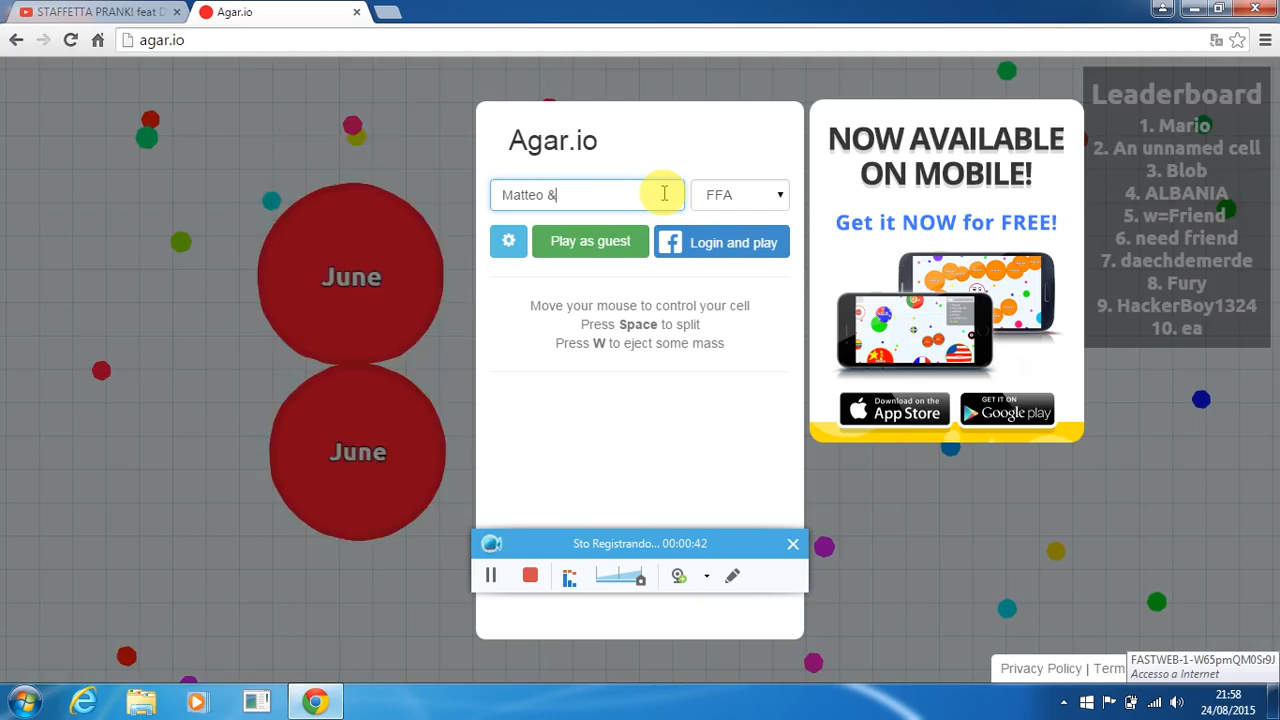 STAFFETTA PRANK! feat D
Agar.io
agar.io
Leaderboard
1. Mario
2. An unnamed cell
3. Blob
4. ALBANIA
5. w=Friend
6. need friend
7. daechdemerde
8. Fury
9. HackerBoy1324
10. ea
Agar.io
Matteo &
FFA
Play as guest
Login and play
Move your mouse to control your cell
Press Space to split
Press W to eject some mass
NOW AVAILABLE
ON MOBILE!
Get it NOW for FREE!
Download on the
App Store
GET IT ON
Google play
June
June
Sto Registrando... 00:00:42
Privacy Policy | Term
FASTWEB-1-W65pmQM0Sr9J
Accesso a Internet
21:58
24/08/2015